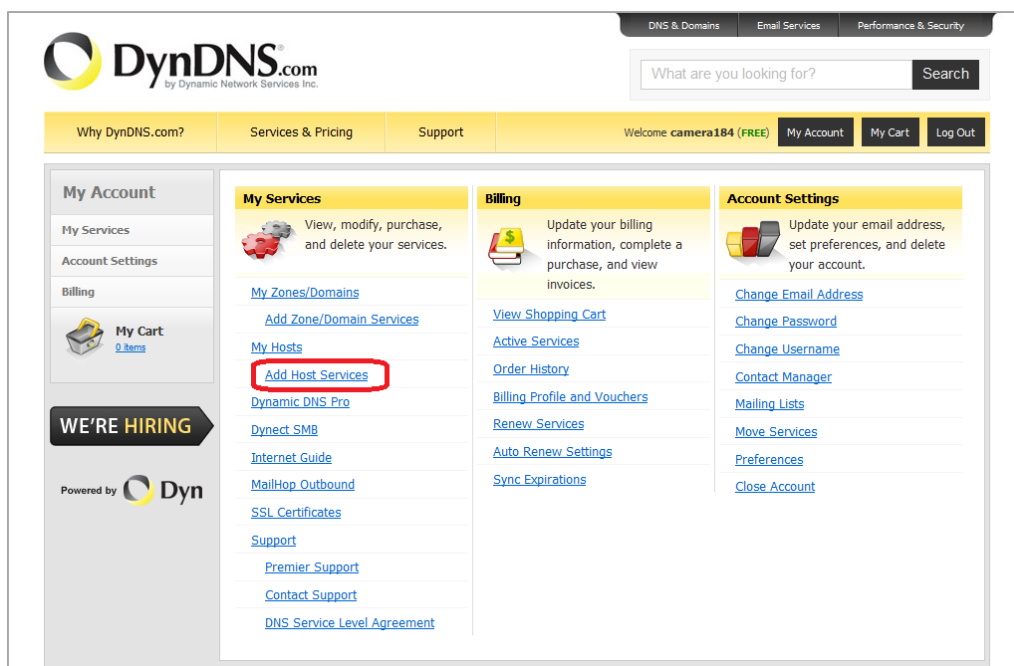 DNS & Domains
Email Services
Performance & Security
DynDNS.com
by Dynamic Network Services Inc.
What are you looking for?
Search
Why DynDNS.com?
Services & Pricing
Support
Welcome camera184 (FREE)
My Account
My Cart
Log Out
My Account
My Services
Account Settings
Billing
My Cart
0 items
WE'RE HIRING
Powered by Dyn
My Services
View, modify, purchase,
and delete your services.
My Zones/Domains
Add Zone/Domain Services
My Hosts
Add Host Services
Dynamic DNS Pro
Dynect SMB
Internet Guide
MailHop Outbound
SSL Certificates
Support
Premier Support
Contact Support
DNS Service Level Agreement
Billing
$
Update your billing
information, complete a
purchase, and view
invoices.
View Shopping Cart
Active Services
Order History
Billing Profile and Vouchers
Renew Services
Auto Renew Settings
Sync Expirations
Account Settings
Update your email address,
set preferences, and delete
your account.
Change Email Address
Change Password
Change Username
Contact Manager
Mailing Lists
Move Services
Preferences
Close Account